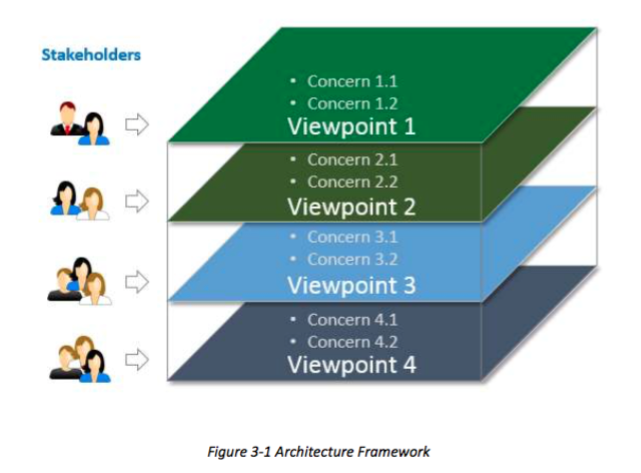 Stakeholders
• Concern 1.1
• Concern 1.2
Viewpoint 1
• Concern 2.1
• Concern 2.2
Viewpoint 2
• Concern 3.1
• Concern 3.2
Viewpoint 3
• Concern 4.1
• Concern 4.2
Viewpoint 4
Figure 3-1 Architecture Framework